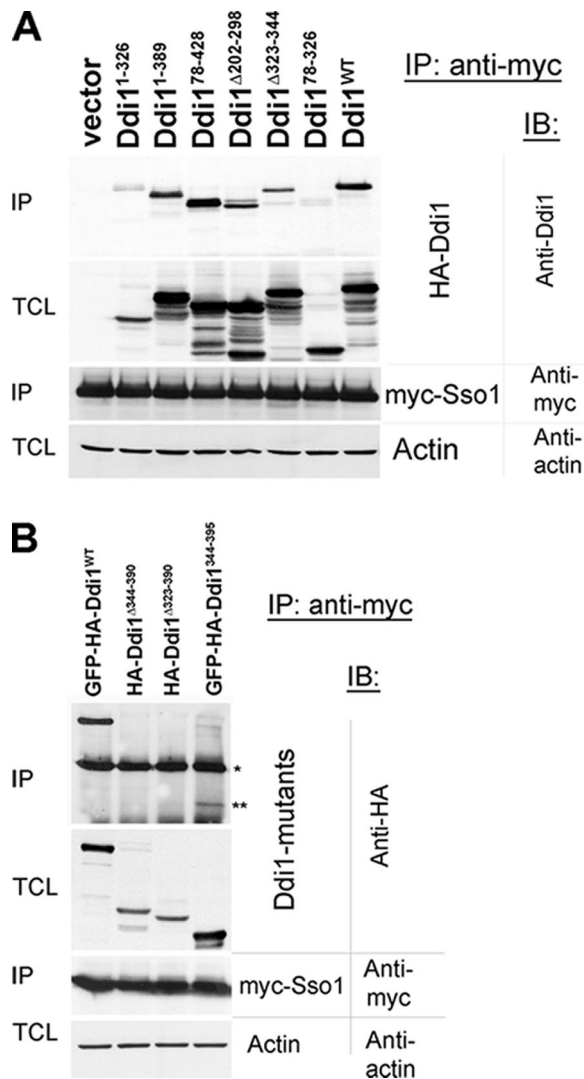 A
vector
Ddi1 1-326
Ddi1 1-389
Ddi1 78-428
Ddi1 Δ202-298
Ddi1 Δ323-344
Ddi1 78-326
Ddi1 WT
IP: anti-myc
IB:
IP
TCL
HA-Ddi1
Anti-Ddi1
IP
myc-Sso1
Anti-
myc
TCL
Actin
Anti-
actin
B
GFP-HA-Ddi1 WT
HA-Ddi1 Δ344-390
HA-Ddi1 Δ323-390
GFP-HA-Ddi1 344-395
IP: anti-myc
IB:
IP
*
**
TCL
Ddi1-mutants
Anti-HA
IP
myc-Sso1
Anti-
myc
TCL
Actin
Anti-
actin